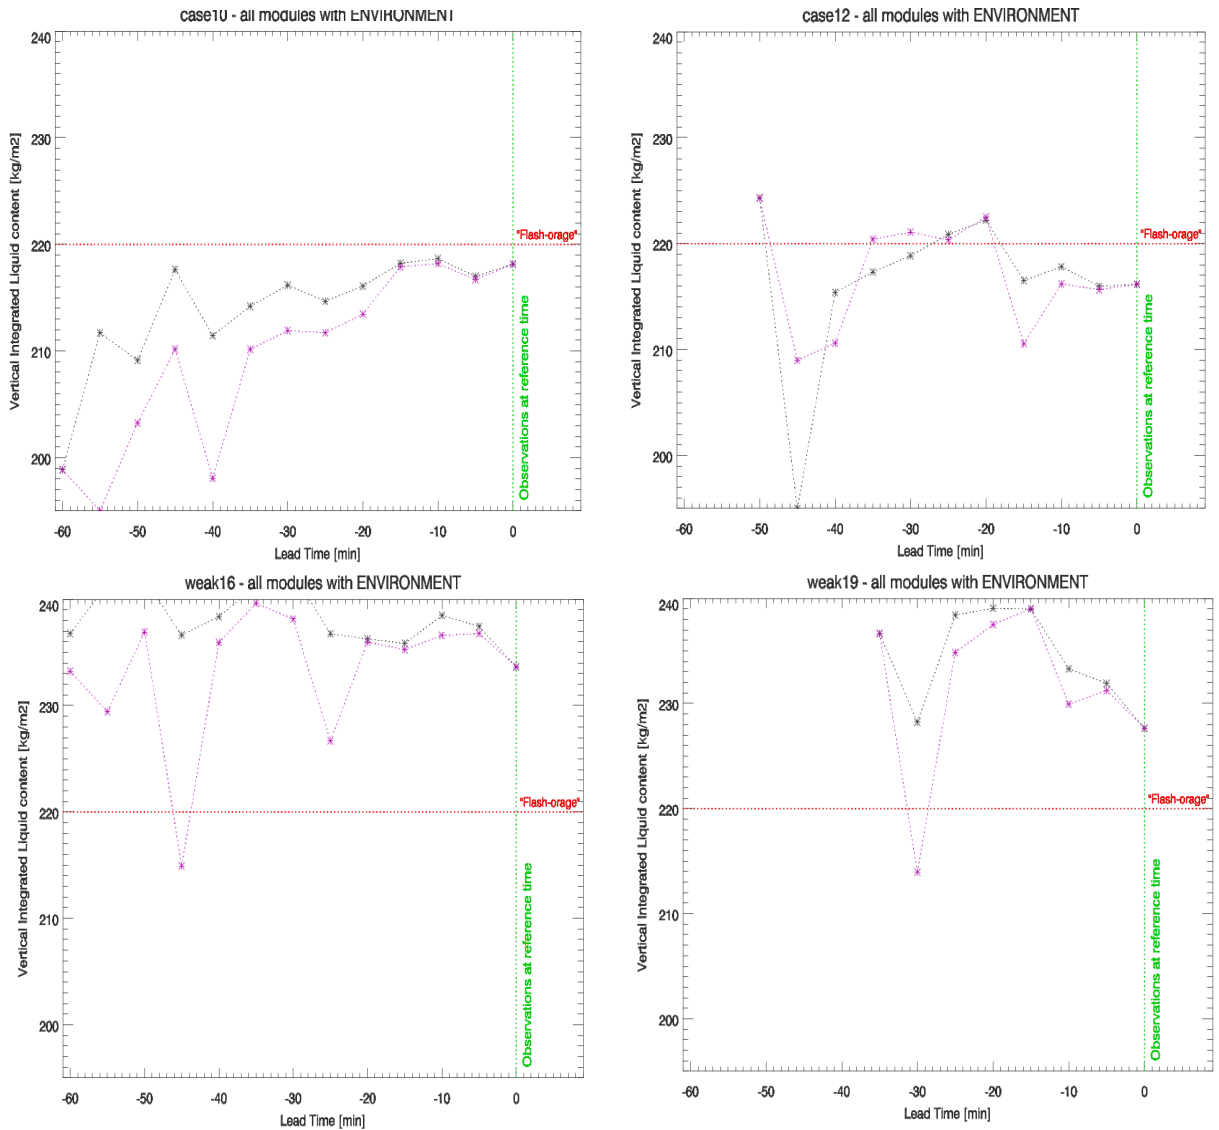 case10 - all modules with ENVIRONMENT
240
230
220
210
200
Vertical Integrated Liquid content [kg/m2]
"Flash-orage"
Observations at reference time
-60 -50 -40 -30 -20 -10 0
Lead Time [min]
case12 - all modules with ENVIRONMENT
240
230
220
210
200
Vertical Integrated Liquid content [kg/m2]
"Flash-orage"
Observations at reference time
-60 -50 -40 -30 -20 -10 0
Lead Time [min]
weak16 - all modules with ENVIRONMENT
240
230
220
210
200
Vertical Integrated Liquid content [kg/m2]
"Flash-orage"
Observations at reference time
-60 -50 -40 -30 -20 -10 0
Lead Time [min]
weak19 - all modules with ENVIRONMENT
240
230
220
210
200
Vertical Integrated Liquid content [kg/m2]
"Flash-orage"
Observations at reference time
-60 -50 -40 -30 -20 -10 0
Lead Time [min]